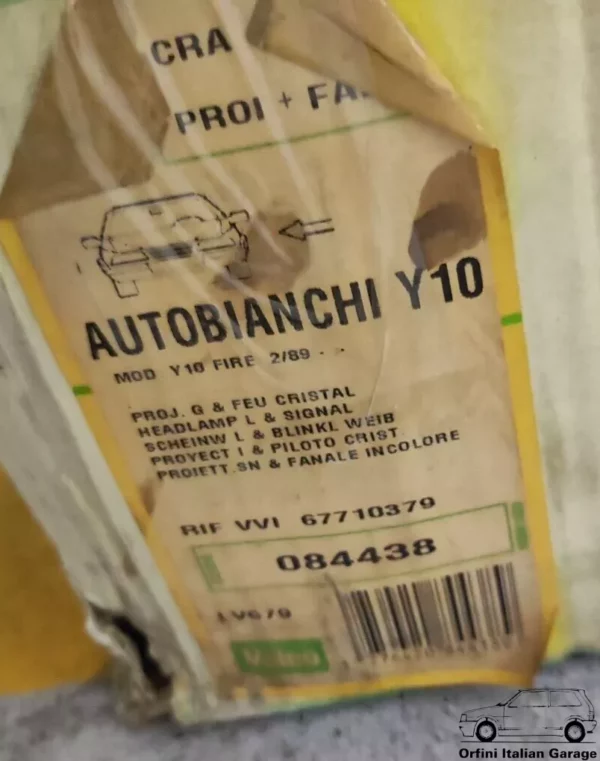 CRA
PROI + FA
AUTOBIANCHI Y10
MOD Y10 FIRE 2/89
PROJ. G & FEU CRISTAL
HEADLAMP L & SIGNAL
SCHEINW L & BLINKL WEIB
PROYECT I & PILOTO CRIST
PROIETT.SN & FANALE INCOLORE
RIF VVI 67710379
084438
LV679
Valeo
Orfini Italian Garage